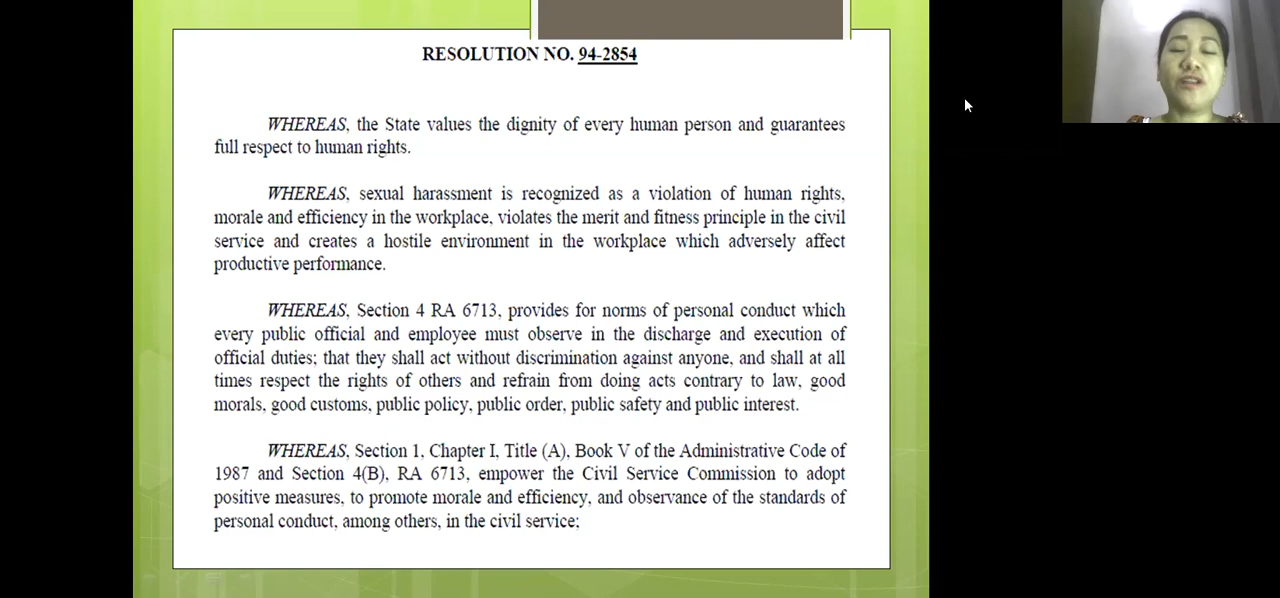 RESOLUTION NO. 94-2854
WHEREAS, the State values the dignity of every human person and guarantees
full respect to human rights.
WHEREAS, sexual harassment is recognized as a violation of human rights,
morale and efficiency in the workplace, violates the merit and fitness principle in the civil
service and creates a hostile environment in the workplace which adversely affect
productive performance.
WHEREAS, Section 4 RA 6713, provides for norms of personal conduct which
every public official and employee must observe in the discharge and execution of
official duties; that they shall act without discrimination against anyone, and shall at all
times respect the rights of others and refrain from doing acts contrary to law, good
morals, good customs, public policy, public order, public safety and public interest.
WHEREAS, Section 1, Chapter I, Title (A), Book V of the Administrative Code of
1987 and Section 4(B), RA 6713, empower the Civil Service Commission to adopt
positive measures, to promote morale and efficiency, and observance of the standards of
personal conduct, among others, in the civil service;